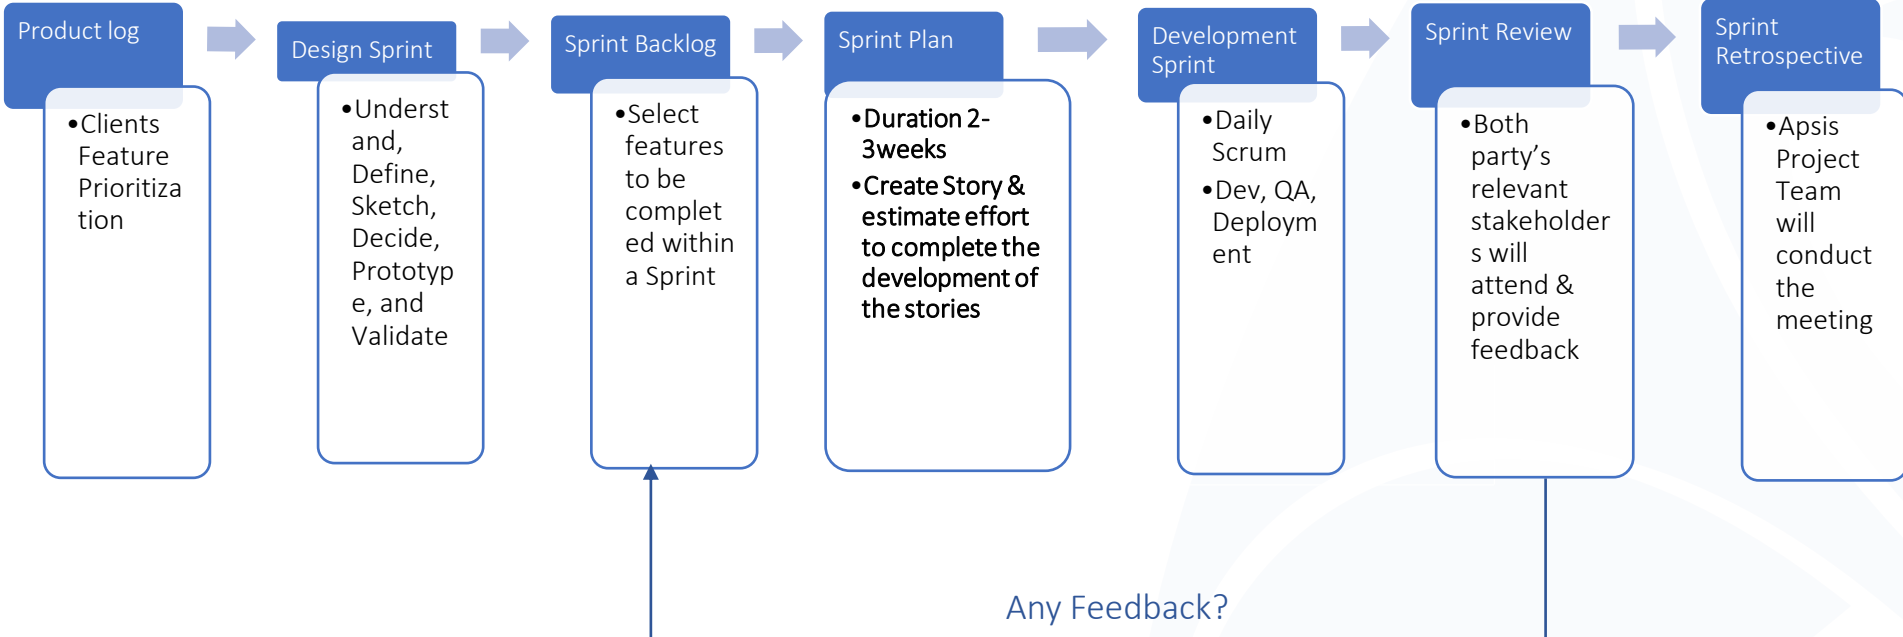 Product log
•Clients
Feature
Prioritiza
tion
Design Sprint
•Underst
and,
Define,
Sketch,
Decide,
Prototyp
e, and
Validate
Sprint Backlog
•Select
features
to be
complet
ed within
a Sprint
Sprint Plan
•Duration 2-
3weeks
•Create Story &
estimate effort
to complete the
development of
the stories
Development
Sprint
•Daily
Scrum
•Dev, QA,
Deploym
ent
Sprint Review
•Both
party’s
relevant
stakeholder
s will
attend &
provide
feedback
Sprint
Retrospective
•Apsis
Project
Team
will
conduct
the
meeting
Any Feedback?